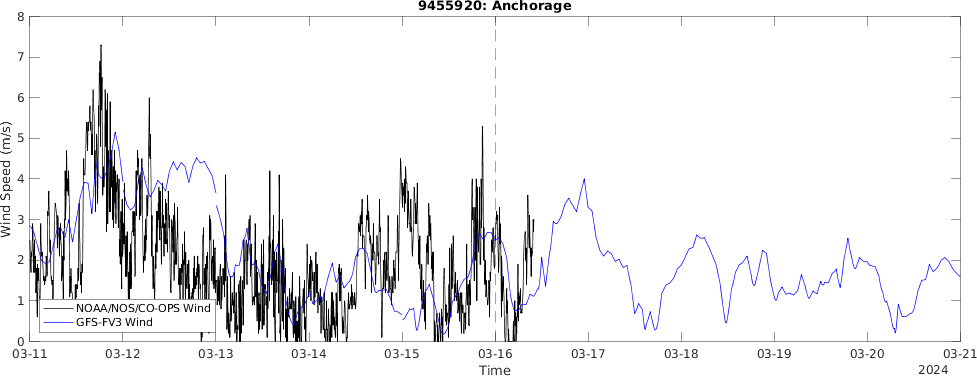 9455920: Anchorage
8
7
6
5
4
3
2
1
0
Wind Speed (m/s)
NOAA/NOS/CO-OPS Wind
GFS-FV3 Wind
03-11 03-12 03-13 03-14 03-15 03-16 03-17 03-18 03-19 03-20 03-21
Time
2024